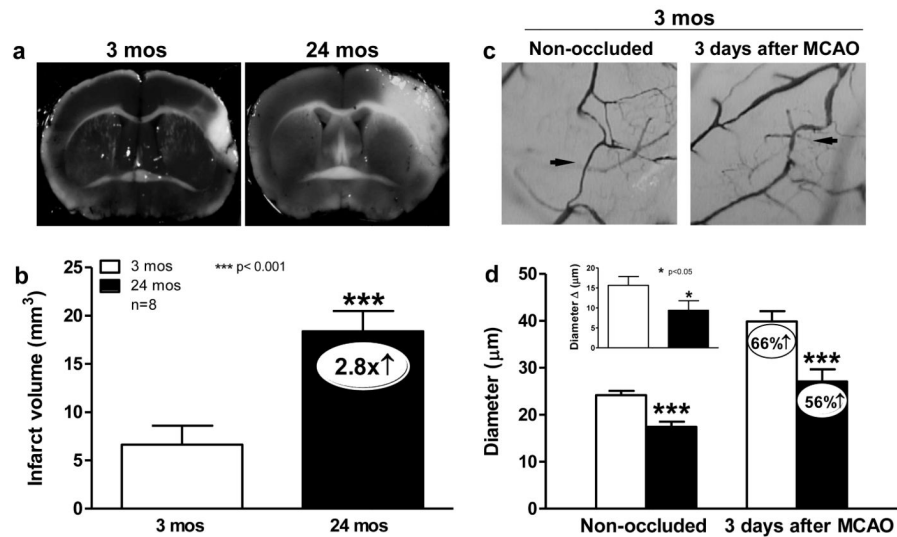 3 mos
a
3 mos
24 mos
c
Non-occluded
3 days after MCAO
b
3 mos
24 mos
n=8
*** p< 0.001
Infarct volume (mm³)
25
20
15
10
5
0
***
2.8x↑
3 mos
24 mos
d
Diameter (μm)
50
40
30
20
10
0
Diameter Δ (μm)
20
15
10
5
0
* p<0.05
*
***
66%↑
***
56%↑
Non-occluded
3 days after MCAO